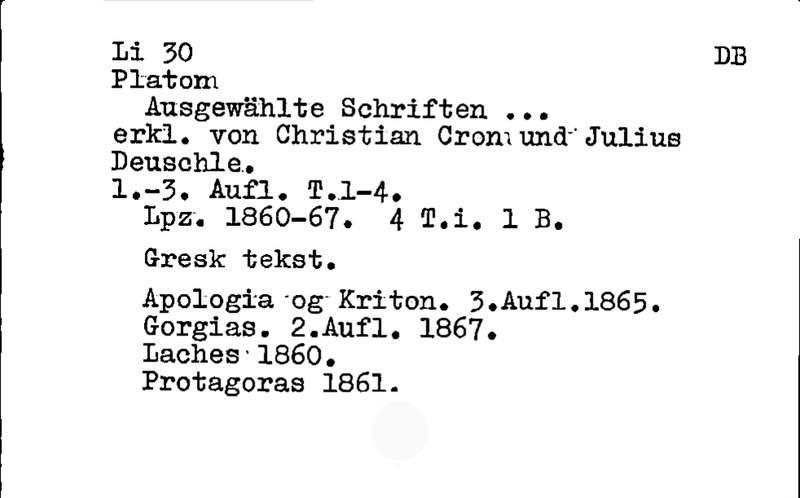 Li 30 DB
Platon
Ausgewählte Schriften ...
erkl. von Christian Cron und Julius
Deuschle.
1.-3. Aufl. T.1-4.
Lpz. 1860-67. 4 T.i. 1 B.
Gresk tekst.
Apologia og Kriton. 3.Aufl.1865.
Gorgias. 2.Aufl. 1867.
Laches 1860.
Protagoras 1861.